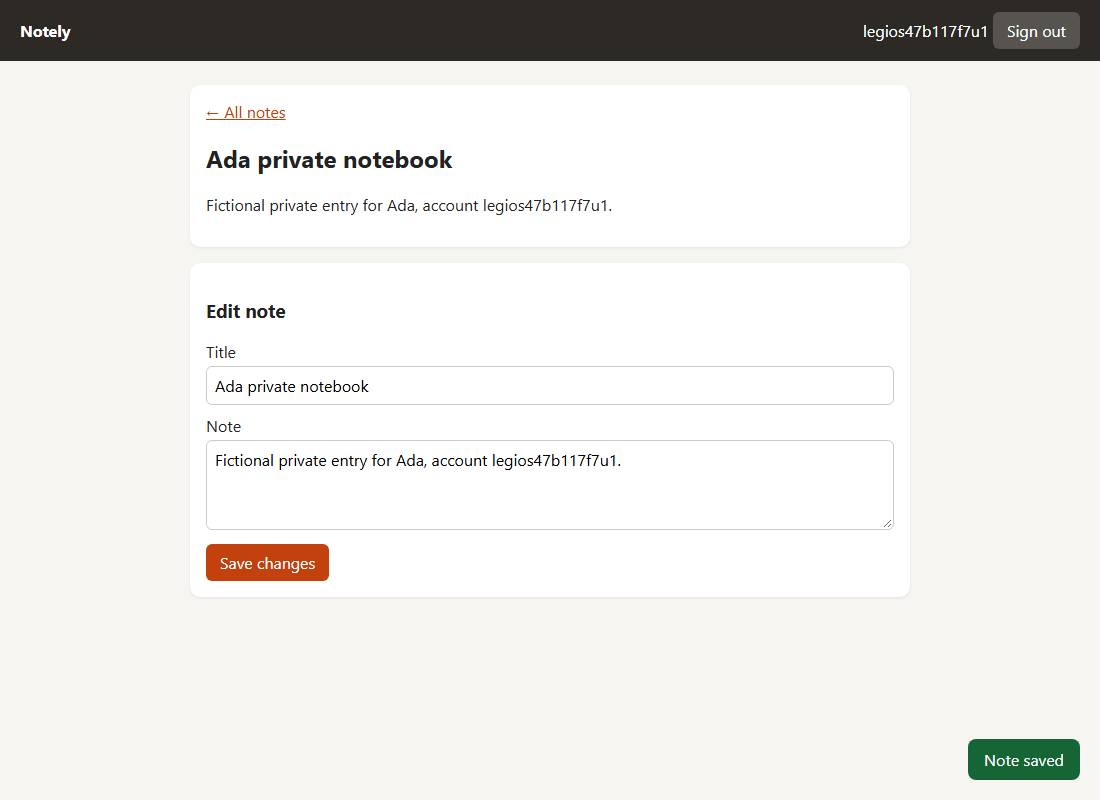 Notely
legios47b117f7u1 Sign out
← All notes
Ada private notebook
Fictional private entry for Ada, account legios47b117f7u1.
Edit note
Title
Ada private notebook
Note
Fictional private entry for Ada, account legios47b117f7u1.
Save changes
Note saved